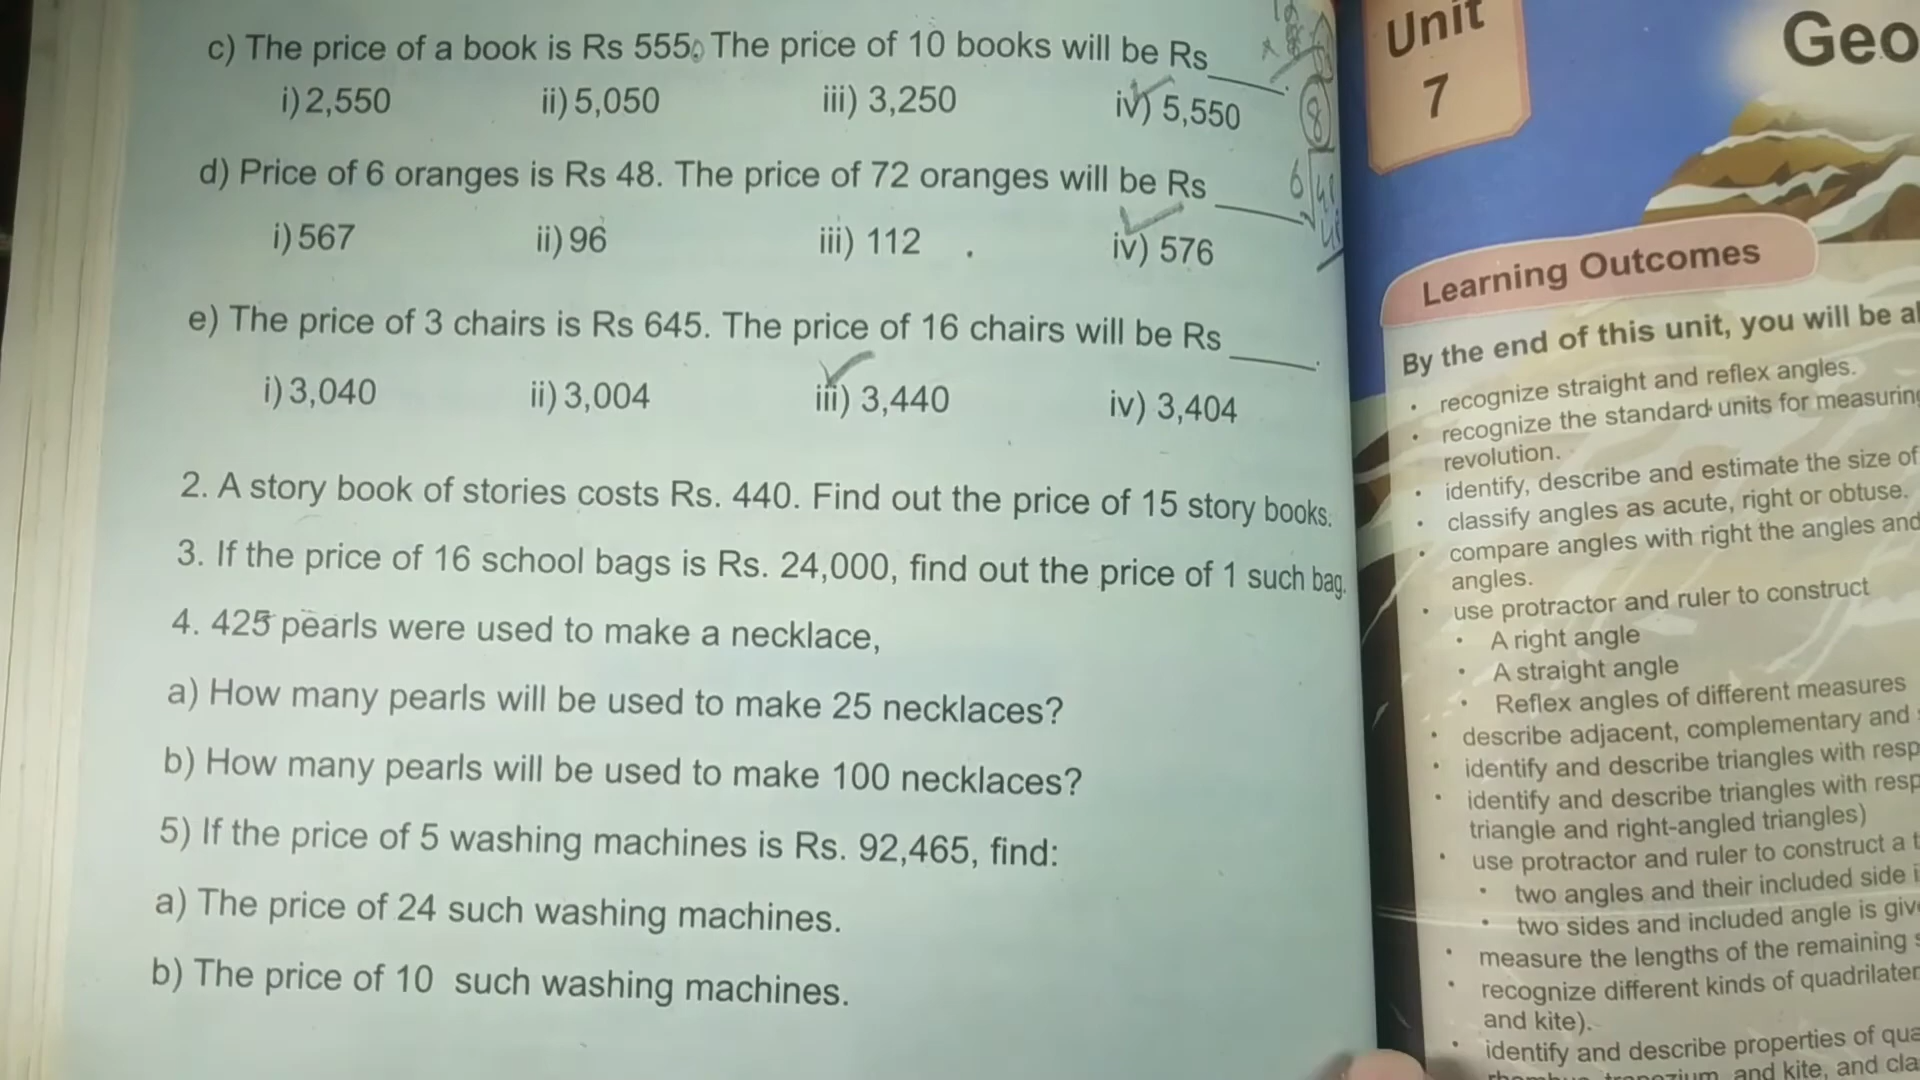 c) The price of a book is Rs 555. The price of 10 books will be Rs ____.
i) 2,550 ii) 5,050 iii) 3,250 iv) 5,550
8
d) Price of 6 oranges is Rs 48. The price of 72 oranges will be Rs ____
6
i) 567 ii) 96 iii) 112 iv) 576
e) The price of 3 chairs is Rs 645. The price of 16 chairs will be Rs ____.
i) 3,040 ii) 3,004 iii) 3,440 iv) 3,404
2. A story book of stories costs Rs. 440. Find out the price of 15 story books.
3. If the price of 16 school bags is Rs. 24,000, find out the price of 1 such bag.
4. 425 pearls were used to make a necklace,
a) How many pearls will be used to make 25 necklaces?
b) How many pearls will be used to make 100 necklaces?
5) If the price of 5 washing machines is Rs. 92,465, find:
a) The price of 24 such washing machines.
b) The price of 10 such washing machines.
Unit
7
Geo
Learning Outcomes
By the end of this unit, you will be a
• recognize straight and reflex angles.
• recognize the standard units for measuring
revolution.
• identify, describe and estimate the size of
• classify angles as acute, right or obtuse.
• compare angles with right the angles and
angles.
• use protractor and ruler to construct
• A right angle
• A straight angle
• Reflex angles of different measures
• describe adjacent, complementary and
• identify and describe triangles with resp
• identify and describe triangles with resp
triangle and right-angled triangles)
• use protractor and ruler to construct a t
• two angles and their included side i
• two sides and included angle is giv
• measure the lengths of the remaining s
• recognize different kinds of quadrilater
and kite).
• identify and describe properties of qua
trapezium, and kite, and cla